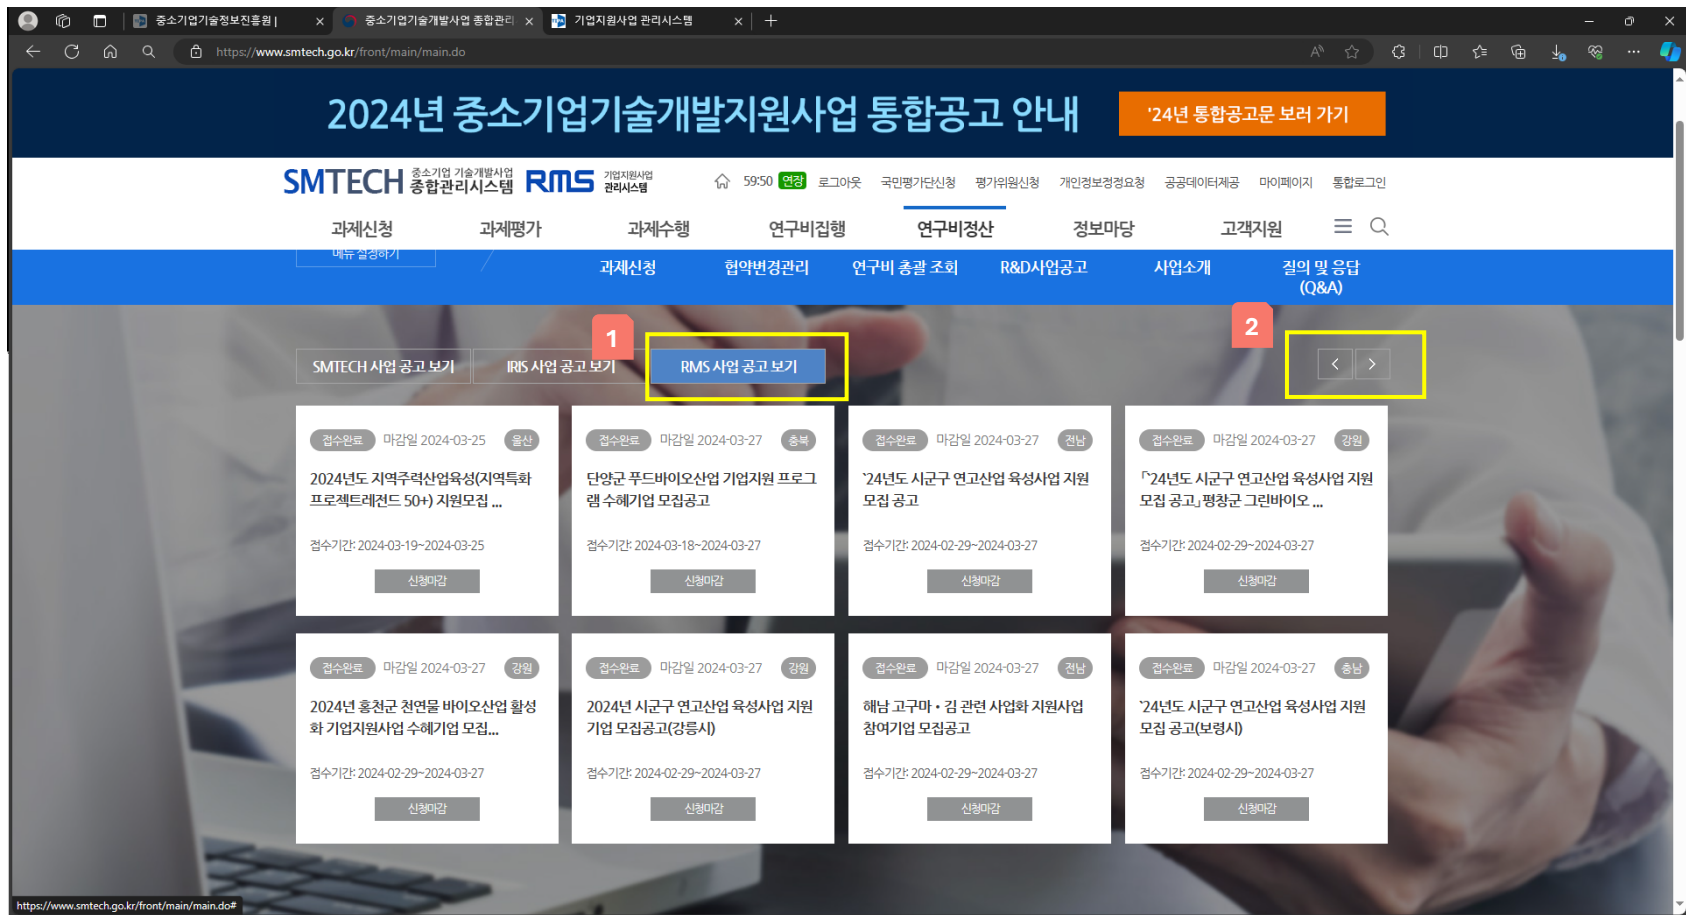 중소기업기술정보진흥원 |
중소기업기술개발사업 종합관리
기업지원사업 관리시스템
https://www.smtech.go.kr/front/main/main.do
2024년 중소기업기술개발지원사업 통합공고 안내
'24년 통합공고문 보러 가기
SMTECH 중소기업 기술개발사업 종합관리시스템 RMS 기업지원사업 관리시스템
59:50 연장 로그아웃 국민평가단신청 평가위원신청 개인정보정정요청 공공데이터제공 마이페이지 통합로그인
과제신청 과제평가 과제수행 연구비집행 연구비정산 정보마당 고객지원
메뉴 설정하기
과제신청 협약변경관리 연구비 총괄 조회 R&D사업공고 사업소개 질의 및 응답
(Q&A)
1
2
SMTECH 사업 공고 보기 IRIS 사업 공고 보기 RMS 사업 공고 보기
< >
접수완료 마감일 2024-03-25 울산
2024년도 지역주력산업육성(지역특화
프로젝트레전드 50+) 지원모집 ...
접수기간: 2024-03-19~2024-03-25
신청마감
접수완료 마감일 2024-03-27 충북
단양군 푸드바이오산업 기업지원 프로그
램 수혜기업 모집공고
접수기간: 2024-03-18~2024-03-27
신청마감
접수완료 마감일 2024-03-27 전남
`24년도 시군구 연고산업 육성사업 지원
모집 공고
접수기간: 2024-02-29~2024-03-27
신청마감
접수완료 마감일 2024-03-27 강원
「`24년도 시군구 연고산업 육성사업 지원
모집 공고」평창군 그린바이오 ...
접수기간: 2024-02-29~2024-03-27
신청마감
접수완료 마감일 2024-03-27 강원
2024년 홍천군 천연물 바이오산업 활성
화 기업지원사업 수혜기업 모집...
접수기간: 2024-02-29~2024-03-27
신청마감
접수완료 마감일 2024-03-27 강원
2024년 시군구 연고산업 육성사업 지원
기업 모집공고(강릉시)
접수기간: 2024-02-29~2024-03-27
신청마감
접수완료 마감일 2024-03-27 전남
해남 고구마·김 관련 사업화 지원사업
참여기업 모집공고
접수기간: 2024-02-29~2024-03-27
신청마감
접수완료 마감일 2024-03-27 충남
`24년도 시군구 연고산업 육성사업 지원
모집 공고(보령시)
접수기간: 2024-02-29~2024-03-27
신청마감
https://www.smtech.go.kr/front/main/main.do#